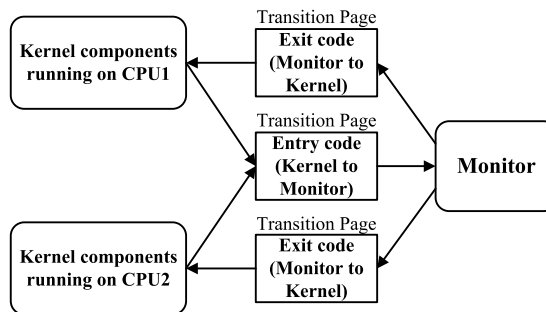 Kernel components
running on CPU1
Transition Page
Exit code
(Monitor to
Kernel)
Transition Page
Entry code
(Kernel to
Monitor)
Monitor
Kernel components
running on CPU2
Transition Page
Exit code
(Monitor to
Kernel)